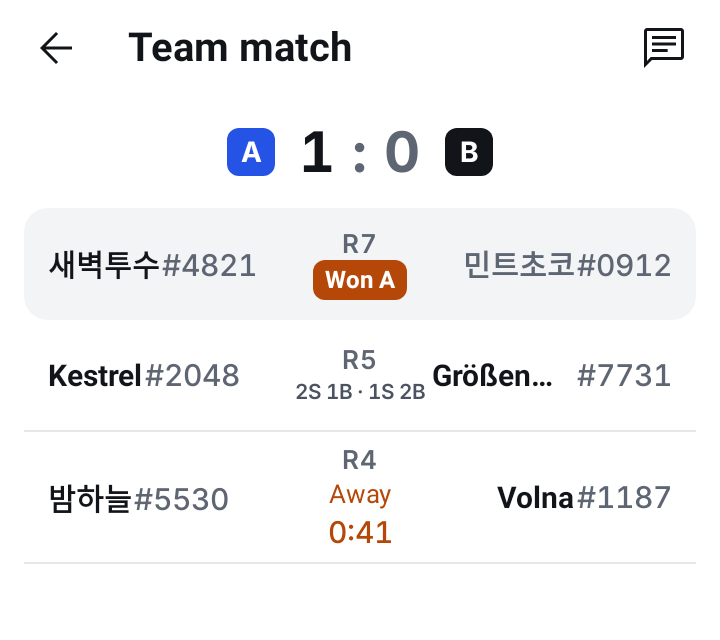 Team match
A 1 : 0 B
R7
새벽투수#4821 민트초코#0912
Won A
R5
Kestrel#2048 Größen... #7731
2S 1B · 1S 2B
R4
밤하늘#5530 Away Volna#1187
0:41